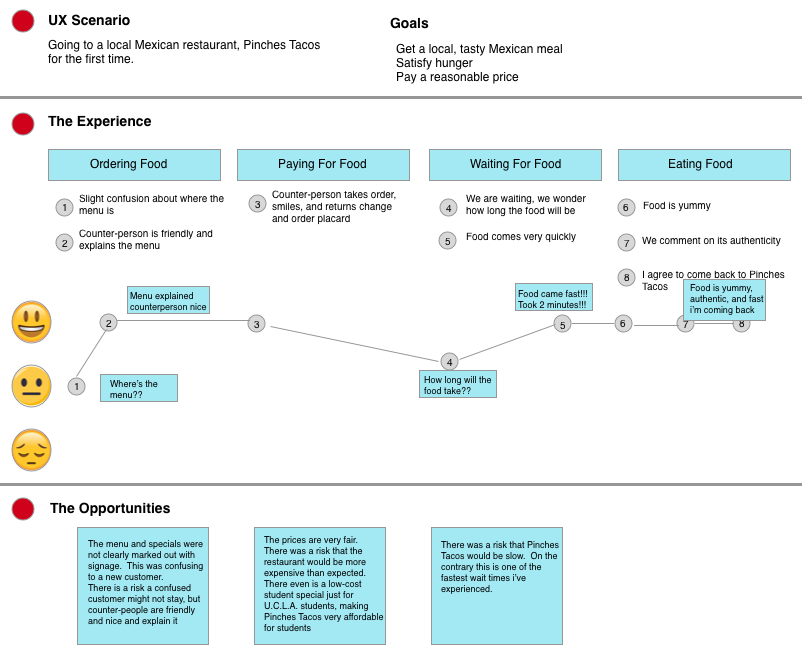 UX Scenario
Going to a local Mexican restaurant, Pinches Tacos
for the first time.
Goals
Get a local, tasty Mexican meal
Satisfy hunger
Pay a reasonable price
The Experience
Ordering Food
Paying For Food
Waiting For Food
Eating Food
1
Slight confusion about where the
menu is
2
Counter-person is friendly and
explains the menu
3
Counter-person takes order,
smiles, and returns change
and order placard
4
We are waiting, we wonder
how long the food will be
5
Food comes very quickly
6
Food is yummy
7
We comment on its authenticity
8
I agree to come back to Pinches
Tacos
Menu explained
counterperson nice
Food came fast!!!
Took 2 minutes!!!
Food is yummy,
authentic, and fast
i'm coming back
2
3
5
6
7
8
4
1
Where's the
menu??
How long will the
food take??
The Opportunities
The menu and specials were
not clearly marked out with
signage.  This was confusing
to a new customer.
There is a risk a confused
customer might not stay, but
counter-people are friendly
and nice and explain it
The prices are very fair.
There was a risk that the
restaurant would be more
expensive than expected.
There even is a low-cost
student special just for
U.C.L.A. students, making
Pinches Tacos very affordable
for students
There was a risk that Pinches
Tacos would be slow.  On the
contrary this is one of the
fastest wait times i've
experienced.